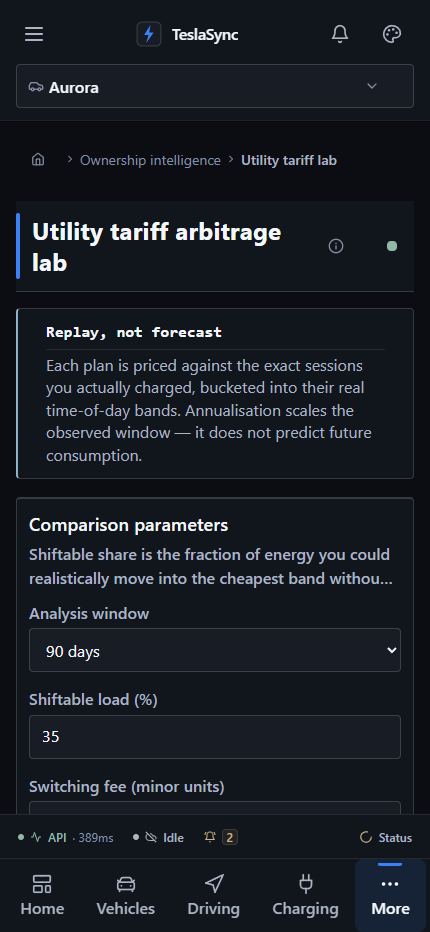 TeslaSync
Aurora
Ownership intelligence
Utility tariff lab
Utility tariff arbitrage
lab
Replay, not forecast
Each plan is priced against the exact sessions
you actually charged, bucketed into their real
time-of-day bands. Annualisation scales the
observed window — it does not predict future
consumption.
Comparison parameters
Shiftable share is the fraction of energy you could
realistically move into the cheapest band withou...
Analysis window
90 days
Shiftable load (%)
35
Switching fee (minor units)
API · 389ms
Idle
2
Status
Home
Vehicles
Driving
Charging
More